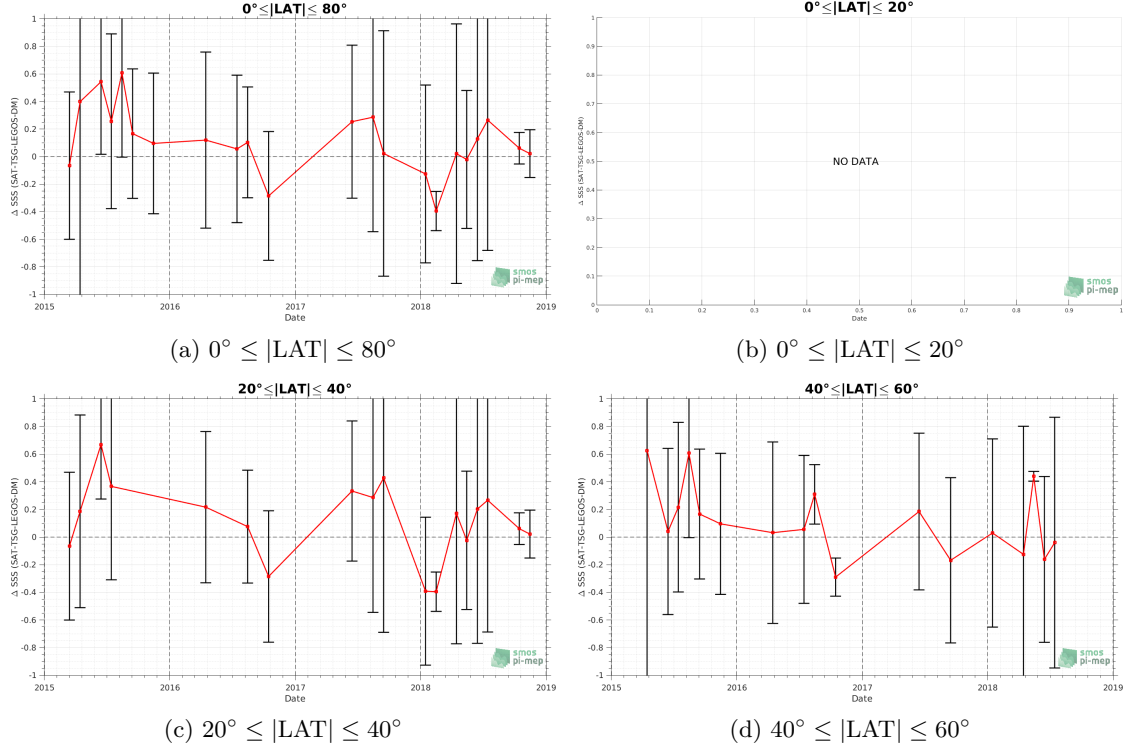 0°≤|LAT|≤ 80°
Δ SSS (SAT-TSG-LEGOS-DM)
1
0.8
0.6
0.4
0.2
0
-0.2
-0.4
-0.6
-0.8
-1
2015
2016
2017
2018
2019
Date
smos
pi-mep
(a) 0° ≤ |LAT| ≤ 80°
0°≤|LAT|≤ 20°
Δ SSS (SAT-TSG-LEGOS-DM)
1
0.9
0.8
0.7
0.6
0.5
0.4
0.3
0.2
0.1
0
NO DATA
0
0.1
0.2
0.3
0.4
0.5
0.6
0.7
0.8
0.9
1
Date
smos
pi-mep
(b) 0° ≤ |LAT| ≤ 20°
20°≤|LAT|≤ 40°
Δ SSS (SAT-TSG-LEGOS-DM)
1
0.8
0.6
0.4
0.2
0
-0.2
-0.4
-0.6
-0.8
-1
2015
2016
2017
2018
2019
Date
smos
pi-mep
(c) 20° ≤ |LAT| ≤ 40°
40°≤|LAT|≤ 60°
Δ SSS (SAT-TSG-LEGOS-DM)
1
0.8
0.6
0.4
0.2
0
-0.2
-0.4
-0.6
-0.8
-1
2015
2016
2017
2018
2019
Date
smos
pi-mep
(d) 40° ≤ |LAT| ≤ 60°